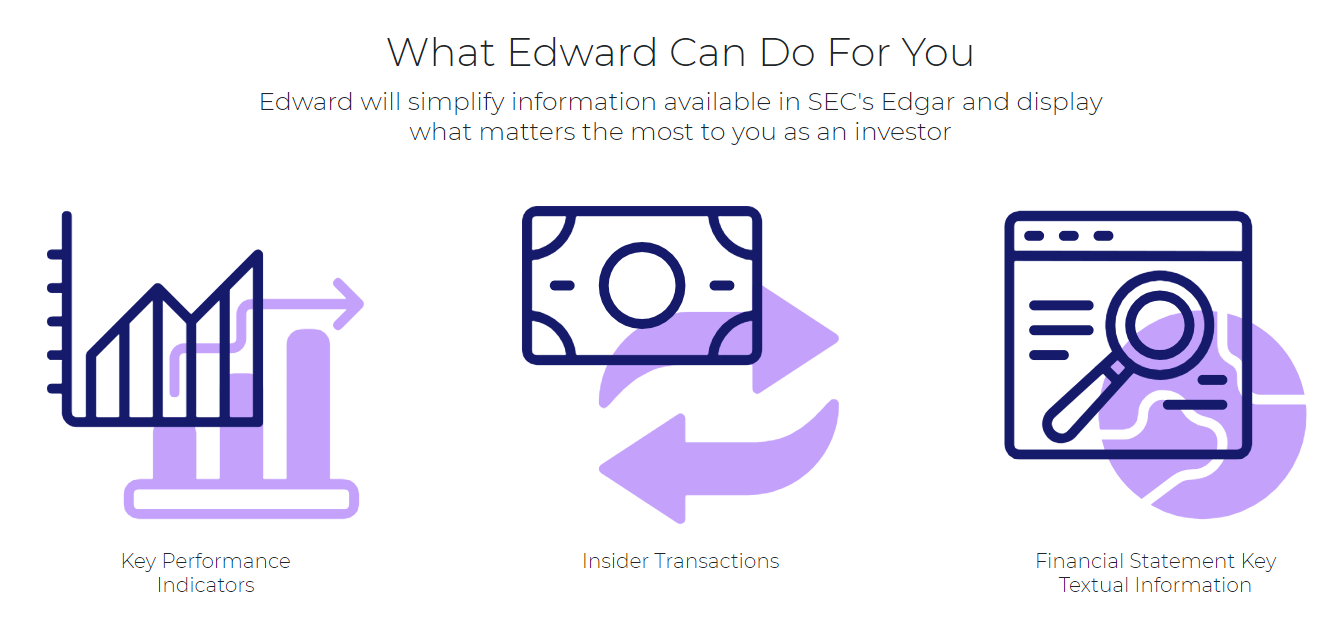 What Edward Can Do For You
Edward will simplify information available in SEC's Edgar and display
what matters the most to you as an investor
Key Performance
Indicators
Insider Transactions
Financial Statement Key
Textual Information